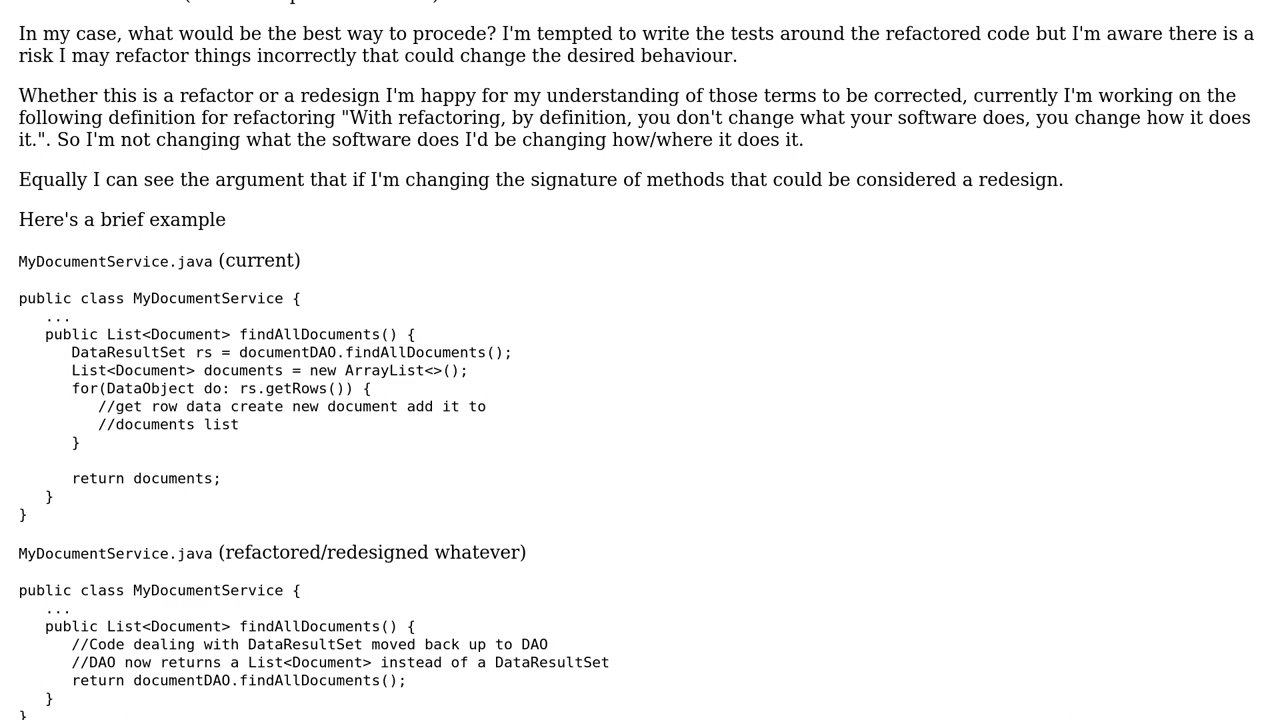 In my case, what would be the best way to procede? I'm tempted to write the tests around the refactored code but I'm aware there is a
risk I may refactor things incorrectly that could change the desired behaviour.
Whether this is a refactor or a redesign I'm happy for my understanding of those terms to be corrected, currently I'm working on the
following definition for refactoring "With refactoring, by definition, you don't change what your software does, you change how it does
it.". So I'm not changing what the software does I'd be changing how/where it does it.
Equally I can see the argument that if I'm changing the signature of methods that could be considered a redesign.
Here's a brief example
MyDocumentService.java (current)
public class MyDocumentService {
   ...
   public List<Document> findAllDocuments() {
      DataResultSet rs = documentDAO.findAllDocuments();
      List<Document> documents = new ArrayList<>();
      for(DataObject do: rs.getRows()) {
         //get row data create new document add it to
         //documents list
      }
      return documents;
   }
}
MyDocumentService.java (refactored/redesigned whatever)
public class MyDocumentService {
   ...
   public List<Document> findAllDocuments() {
      //Code dealing with DataResultSet moved back up to DAO
      //DAO now returns a List<Document> instead of a DataResultSet
      return documentDAO.findAllDocuments();
   }
}